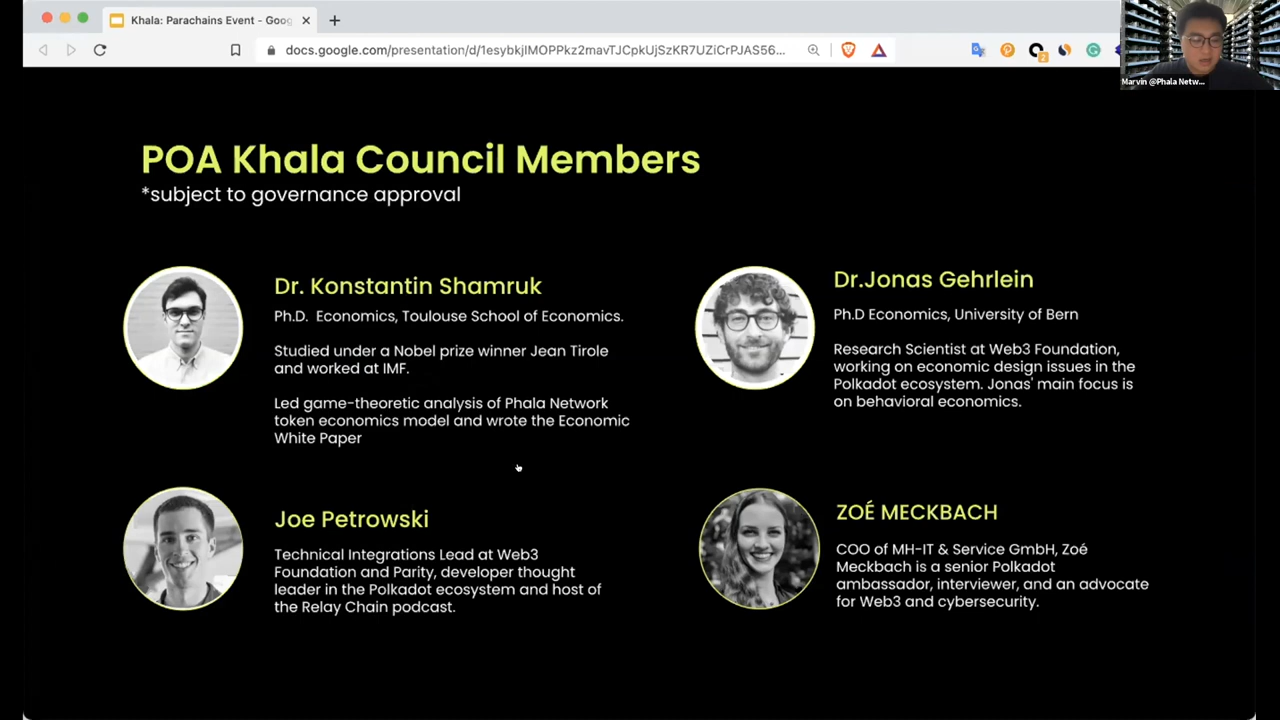 Khala: Parachains Event - Goog
docs.google.com/presentation/d/1esybkjlMOPPkz2mavTJCpkUjSzKR7UZiCrPJAS56...
2
Marvin @Phala Netw...
POA Khala Council Members
*subject to governance approval
Dr. Konstantin Shamruk
Ph.D. Economics, Toulouse School of Economics.
Studied under a Nobel prize winner Jean Tirole
and worked at IMF.
Led game-theoretic analysis of Phala Network
token economics model and wrote the Economic
White Paper
Dr.Jonas Gehrlein
Ph.D Economics, University of Bern
Research Scientist at Web3 Foundation,
working on economic design issues in the
Polkadot ecosystem. Jonas' main focus is
on behavioral economics.
Joe Petrowski
Technical Integrations Lead at Web3
Foundation and Parity, developer thought
leader in the Polkadot ecosystem and host of
the Relay Chain podcast.
ZOÉ MECKBACH
COO of MH-IT & Service GmbH, Zoé
Meckbach is a senior Polkadot
ambassador, interviewer, and an advocate
for Web3 and cybersecurity.